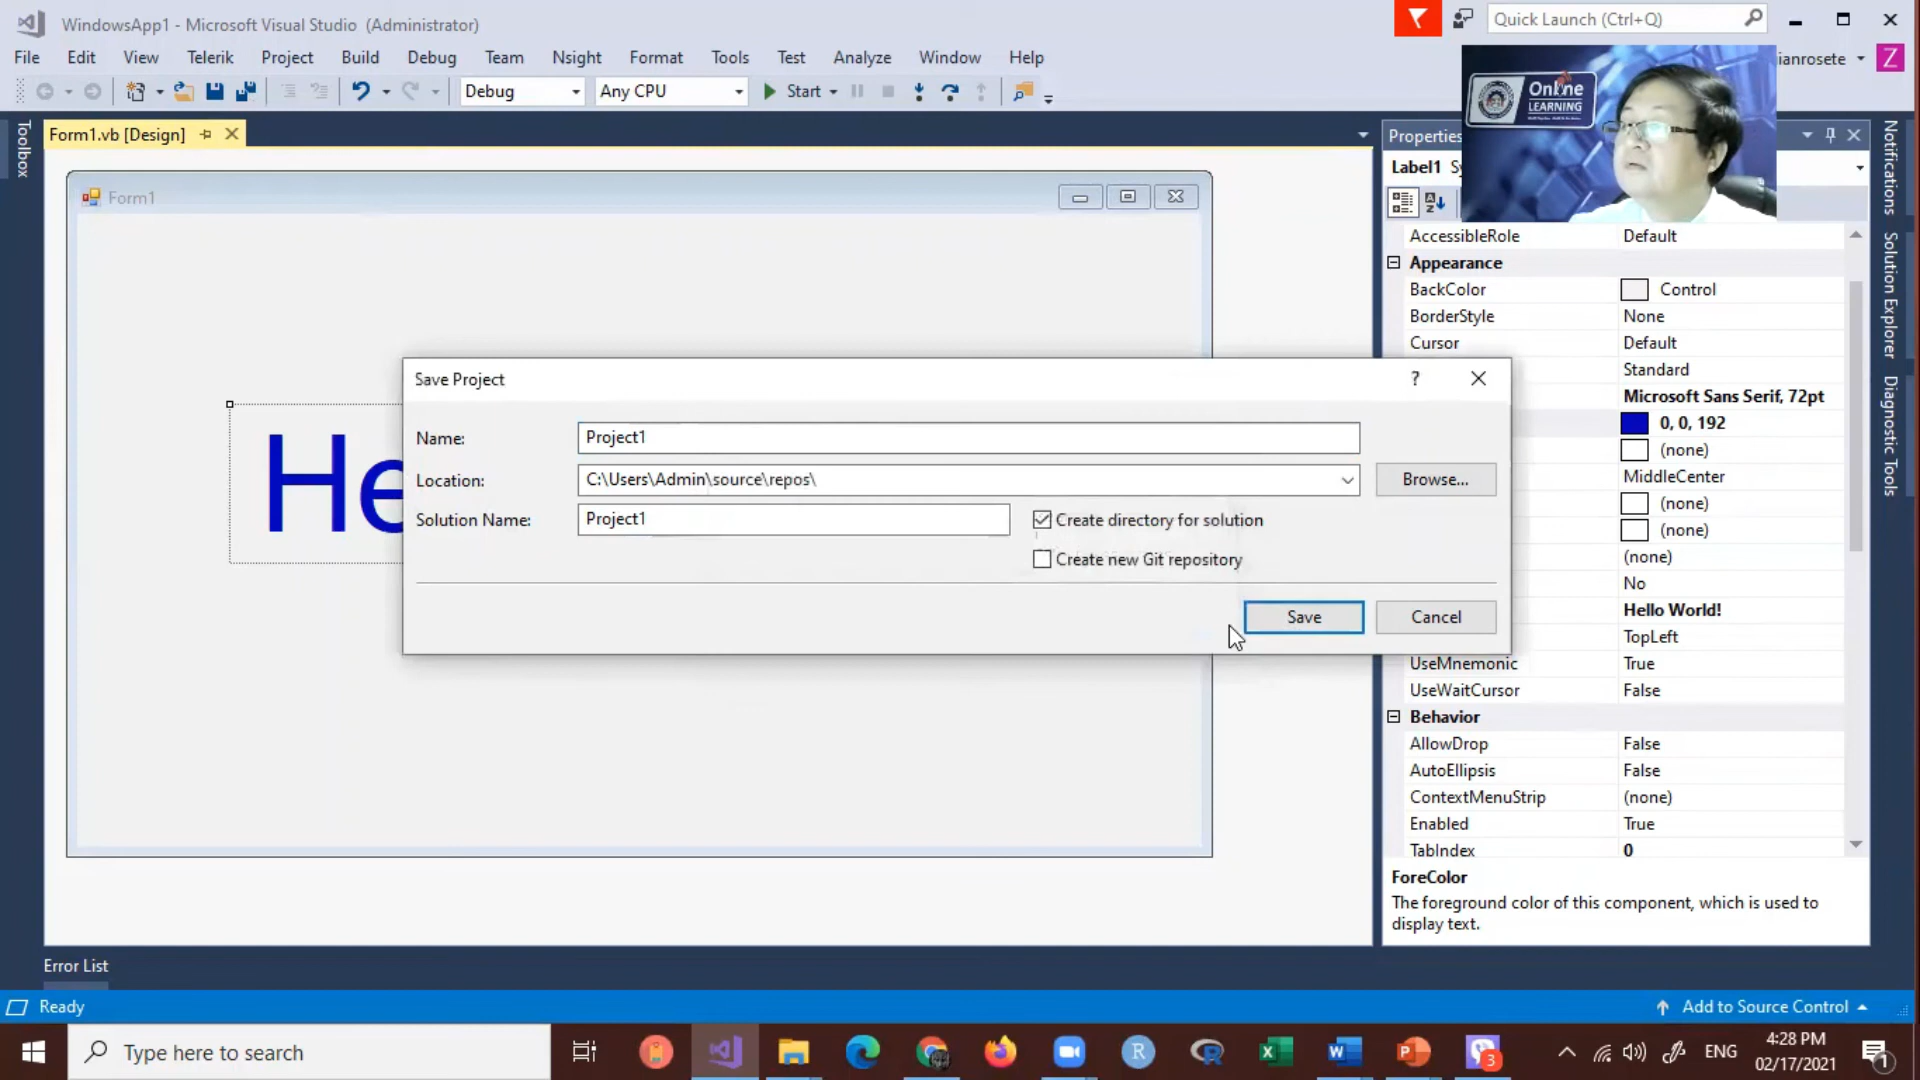 WindowsApp1 - Microsoft Visual Studio (Administrator)
Quick Launch (Ctrl+Q)
File Edit View Telerik Project Build Debug Team Nsight Format Tools Test Analyze Window Help
ianrosete Z
Debug Any CPU Start
Online
LEARNING
Toolbox
Form1.vb [Design]
Properties
Notifications
Solution Explorer
Diagnostic Tools
Label1
Form1
AccessibleRole Default
Appearance
BackColor Control
BorderStyle None
Cursor Default
Standard
Microsoft Sans Serif, 72pt
0, 0, 192
(none)
MiddleCenter
(none)
(none)
(none)
No
Hello World!
TopLeft
UseMnemonic True
UseWaitCursor False
Behavior
AllowDrop False
AutoEllipsis False
ContextMenuStrip (none)
Enabled True
TabIndex 0
ForeColor
The foreground color of this component, which is used to
display text.
He
Save Project
?
Name: Project1
Location: C:\Users\Admin\source\repos\ Browse...
Solution Name: Project1 Create directory for solution
Create new Git repository
Save Cancel
Error List
Ready Add to Source Control
Type here to search
R R X W P 3
ENG
4:28 PM
02/17/2021
1